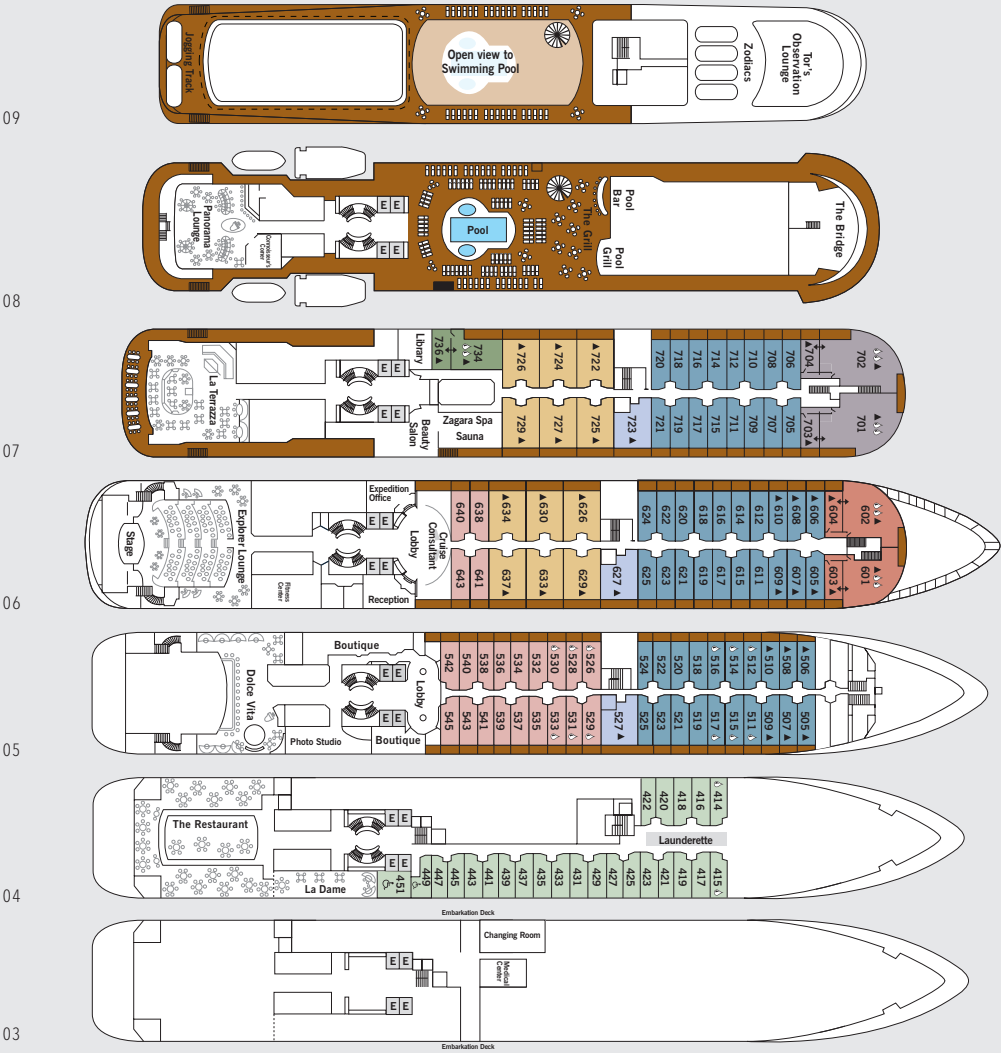 09
Jogging Track
Open view to
Swimming Pool
Zodiacs
Tor's
Observation
Lounge
08
Panorama
Lounge
Connoisseur's
Corner
E E
E E
Pool
The Grill
Pool
Bar
Pool
Grill
The Bridge
07
La Terrazza
E E
E E
Library
Beauty
Salon
736 734
Zagara Spa
Sauna
726 724 722
720 718 716 714 712 710 708 706 704 702
729 727 725 723 721 719 717 715 711 709 707 705 703 701
06
Stage
Explorer Lounge
Fitness
Center
Expedition
Office
E E
E E
Lobby
Reception
Cruise
Consultant
640 638 634 630 626
624 622 620 618 616 614 612 610 608 606 604 602
643 641 637 633 629 627 625 623 621 619 617 615 611 609 607 605 603 601
05
Dolce Vita
Boutique
E E
E E
Photo Studio
Boutique
Lobby
542 540 538 536 534 532 530 528 526
524 522 520 518 516 514 512 510 508 506
545 543 541 539 537 535 533 531 529 527 525 523 521 519 517 515 511 509 507 505
04
The Restaurant
La Dame
E E
E E
422 420 418 416 414
Launderette
451 449 447 445 443 441 439 437 435 433 431 429 427 425 423 421 419 417 415
Embarkation Deck
03
E E
E E
Changing Room
Medical
Center
Embarkation Deck